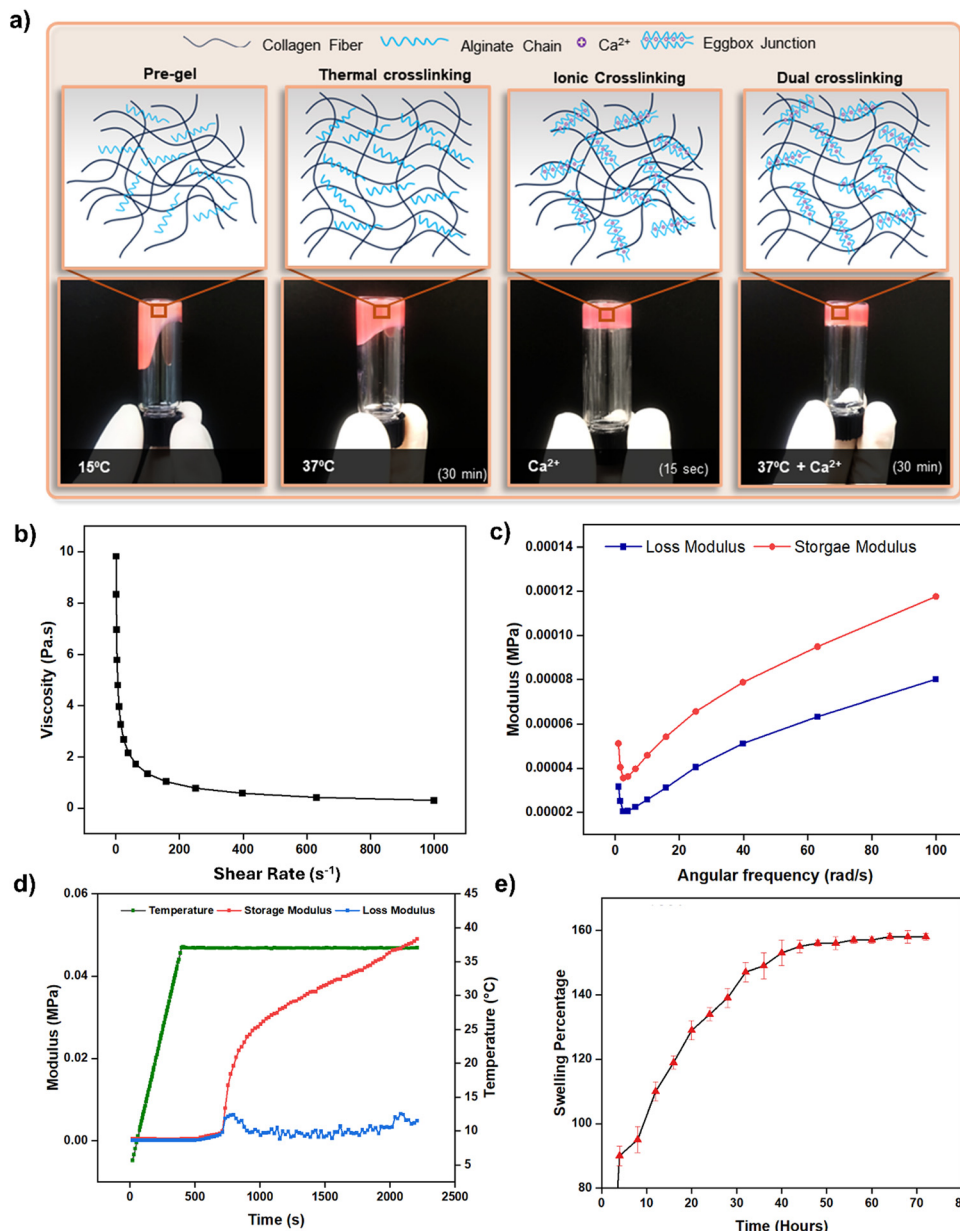 a)
Collagen Fiber Alginate Chain Ca²⁺ Eggbox Junction
Pre-gel Thermal crosslinking Ionic Crosslinking Dual crosslinking
15ºC 37ºC (30 min) Ca²⁺ (15 sec) 37ºC + Ca²⁺ (30 min)
b)
10
8
6
4
2
0
Viscosity (Pa.s)
0 200 400 600 800 1000
Shear Rate (s⁻¹)
c)
Loss Modulus Storgae Modulus
0.00014
0.00012
0.00010
0.00008
0.00006
0.00004
0.00002
Modulus (MPa)
0 20 40 60 80 100
Angular frequency (rad/s)
d)
Temperature Storage Modulus Loss Modulus
0.06
0.04
0.02
0.00
Modulus (MPa)
45
40
35
30
25
20
15
10
5
Temperature (°C)
0 500 1000 1500 2000 2500
Time (s)
e)
160
140
120
100
80
Swelling Percentage
0 10 20 30 40 50 60 70 80
Time (Hours)